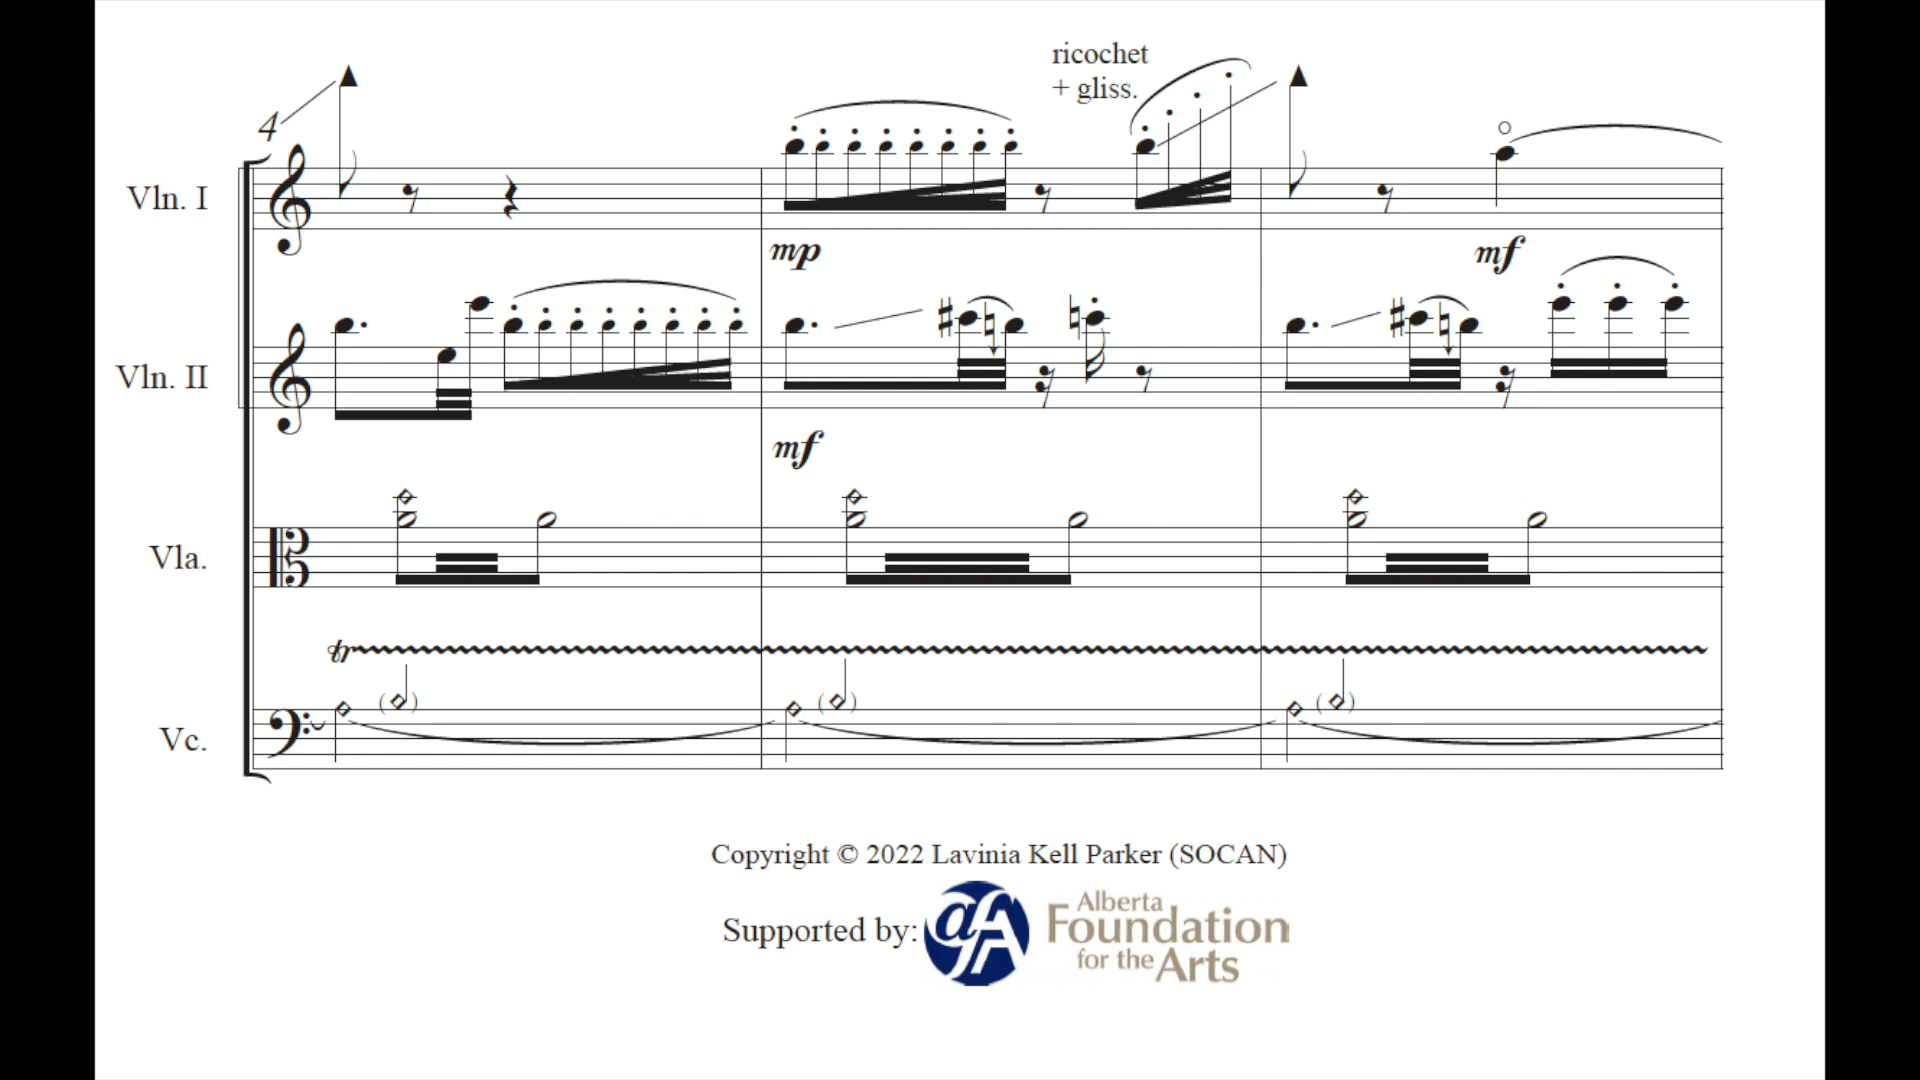 ricochet
+ gliss.
4
Vln. I
mp
mf
Vln. II
mf
Vla.
tr
Vc.
Copyright © 2022 Lavinia Kell Parker (SOCAN)
Supported by: afA Alberta
Foundation
for the Arts